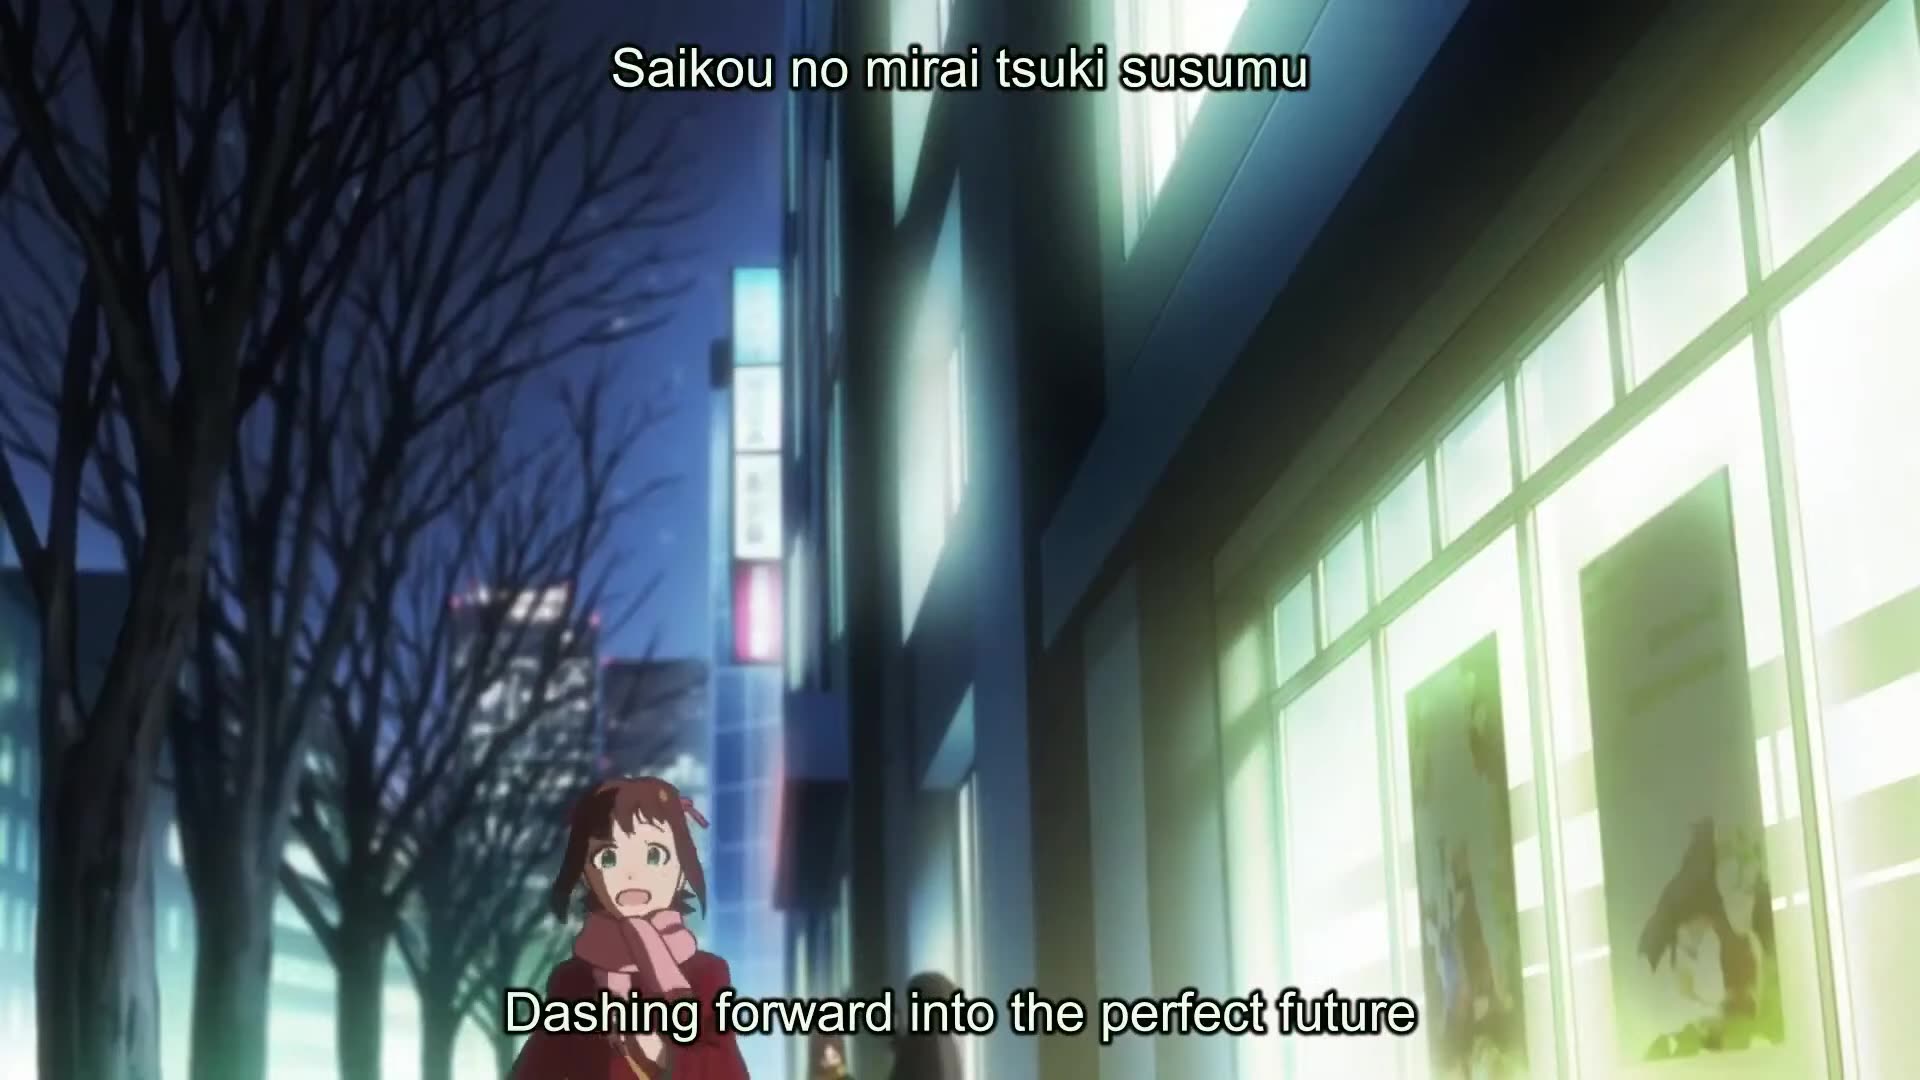 Saikou no mirai tsuki susumu
Dashing forward into the perfect future